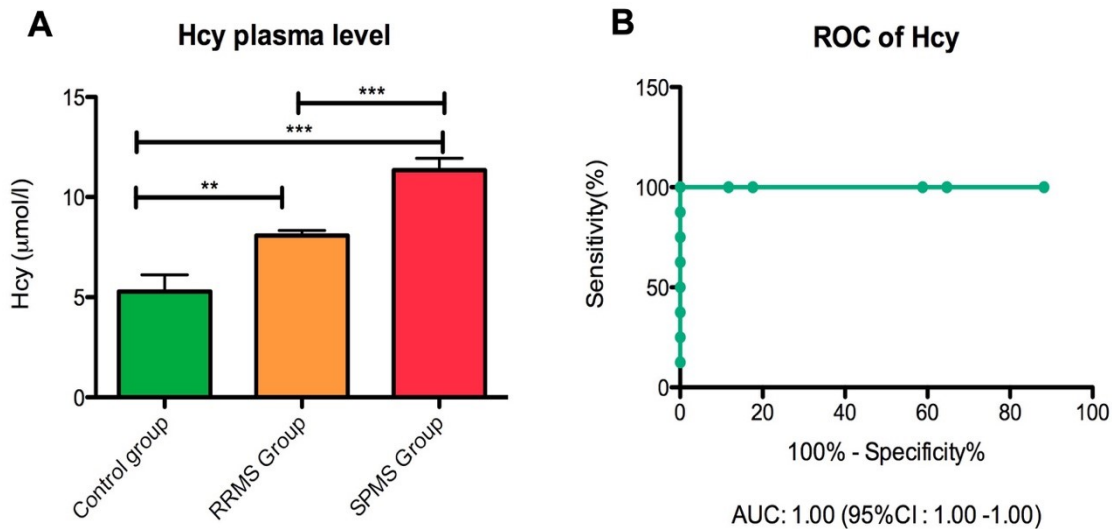 A
Hcy plasma level
Hcy (μmol/l)
15
10
5
0
***
***
**
Control group
RRMS Group
SPMS Group
B
ROC of Hcy
Sensitivity(%)
150
100
50
0
0 20 40 60 80 100
100% - Specificity%
AUC: 1.00 (95%CI : 1.00 -1.00)